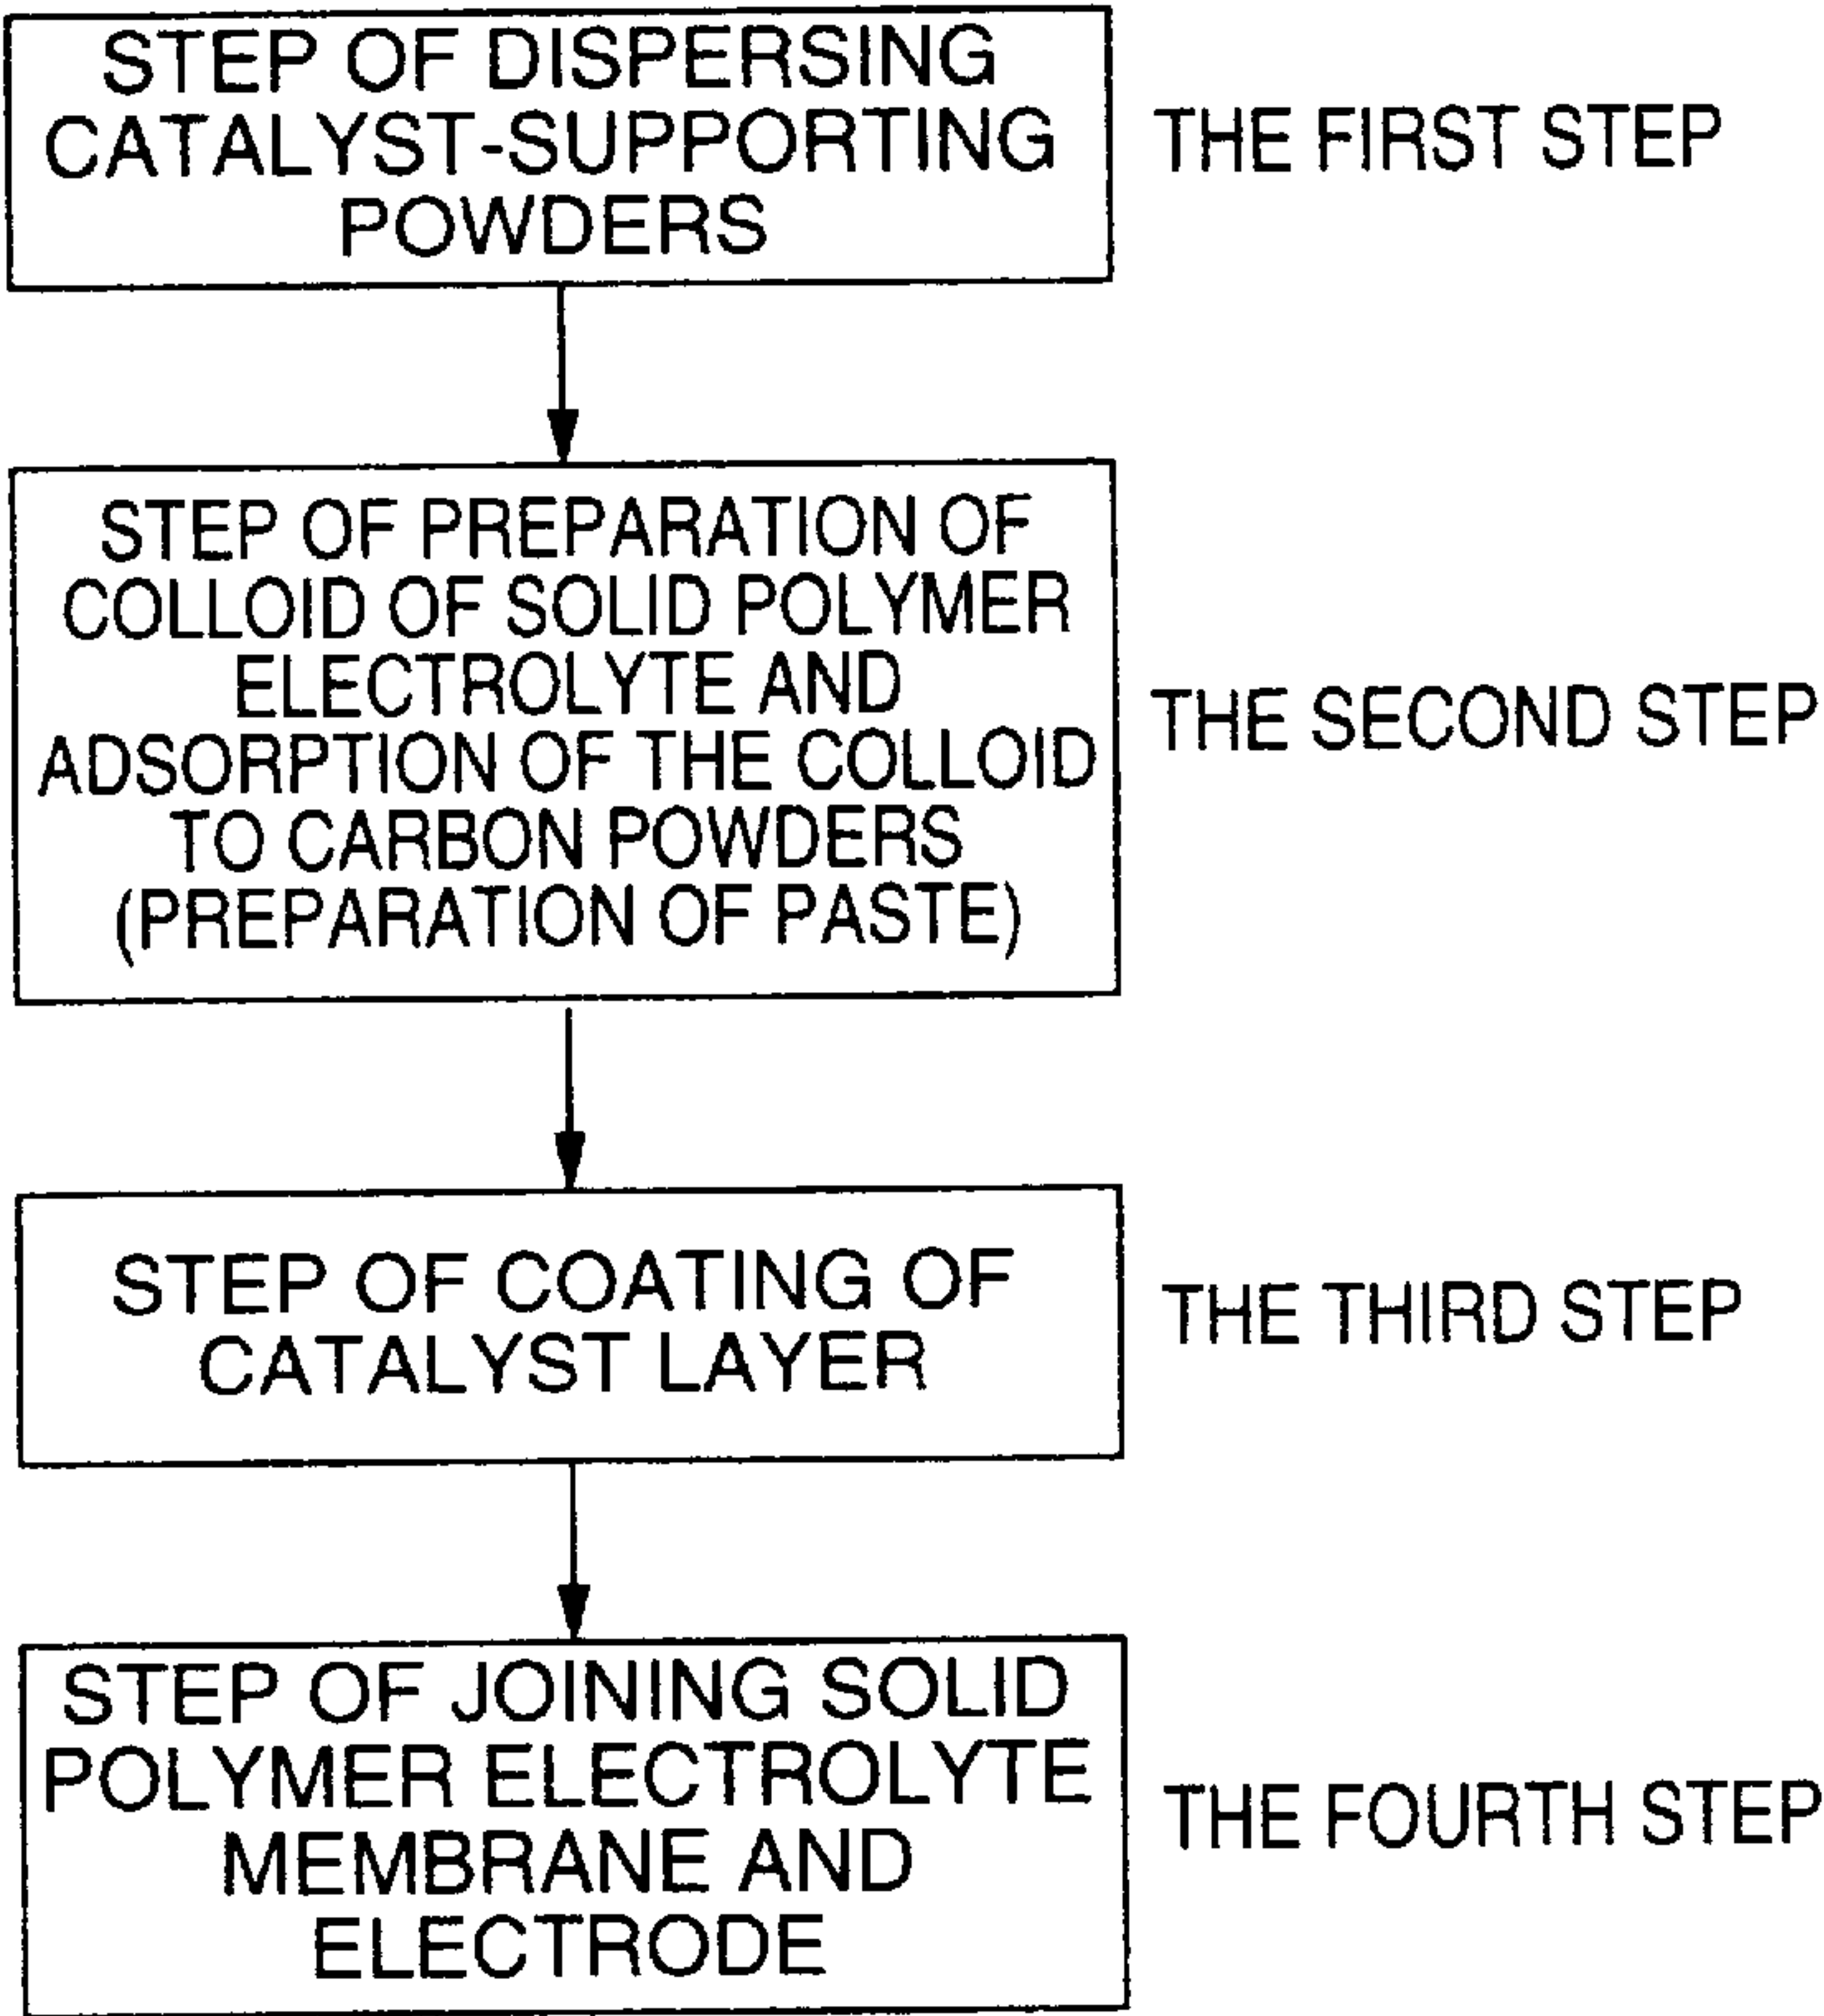 STEP OF DISPERSING
CATALYST-SUPPORTING
POWDERS
THE FIRST STEP
STEP OF PREPARATION OF
COLLOID OF SOLID POLYMER
ELECTROLYTE AND
ADSORPTION OF THE COLLOID
TO CARBON POWDERS
(PREPARATION OF PASTE)
THE SECOND STEP
STEP OF COATING OF
CATALYST LAYER
THE THIRD STEP
STEP OF JOINING SOLID
POLYMER ELECTROLYTE
MEMBRANE AND
ELECTRODE
THE FOURTH STEP